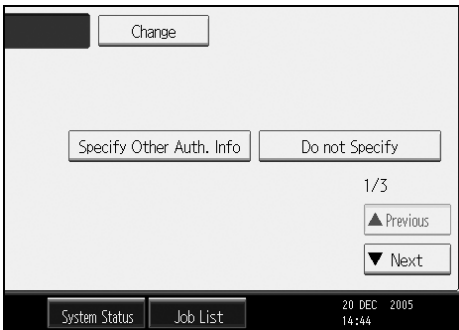 Change
Specify Other Auth. Info
Do not Specify
1/3
▲ Previous
▼ Next
System Status
Job List
20 DEC 2005
14:44